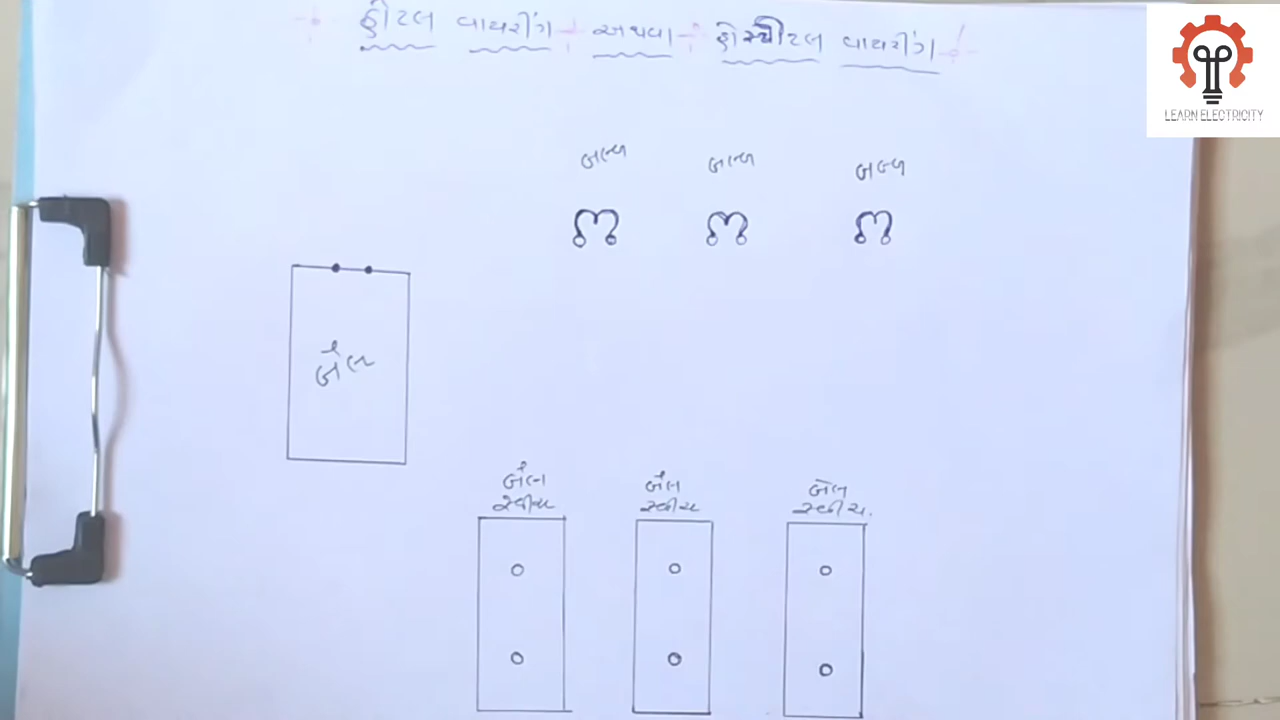 હોટલ વાયરીંગ અથવા હોસ્પીટલ વાયરીંગ
LEARN ELECTRICITY
બલ્બ બલ્બ બલ્બ
બેલ
બેલ બેલ બેલ
સ્વીચ સ્વીચ સ્વીચ.